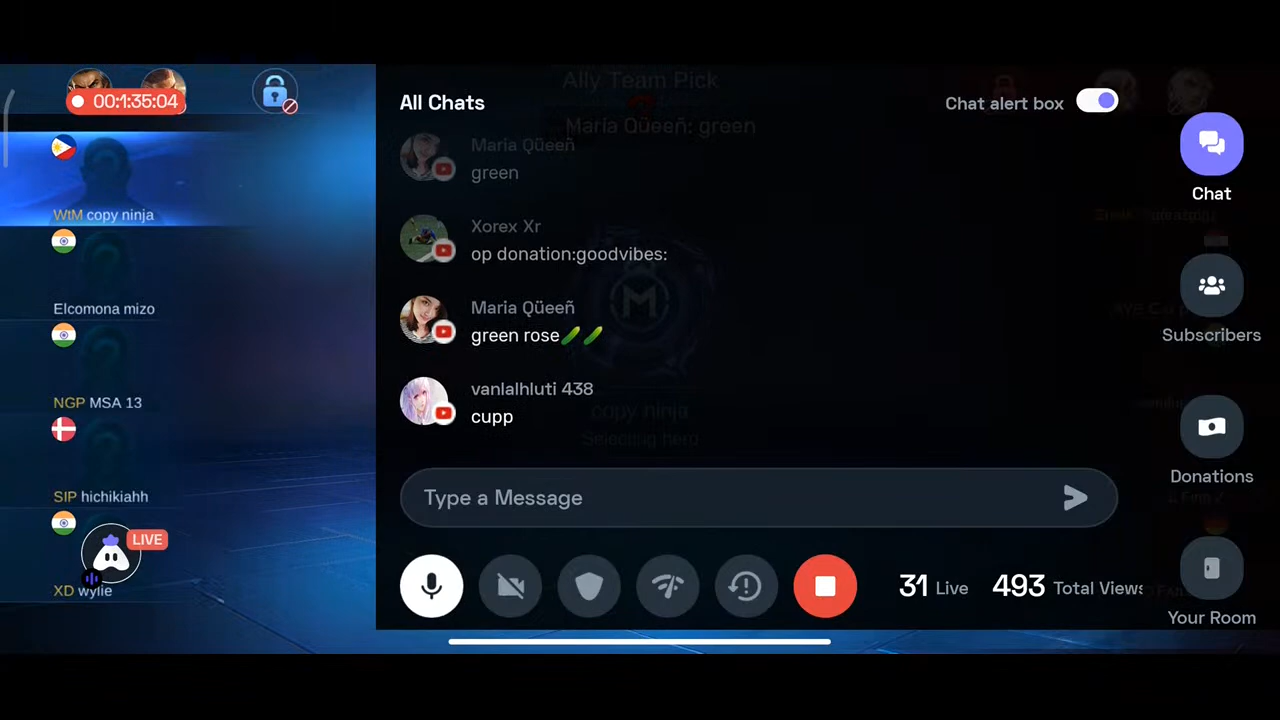 00:1:35:04
WtM copy ninja
Elcomona mizo
NGP MSA 13
SIP hichikiahh
LIVE
XD wylie
Ally Team Pick
Maria Qüeeñ: green
All Chats
Chat alert box
Maria Qüeeñ
green
Xorex Xr
op donation:goodvibes:
Maria Qüeeñ
green rose🥒🥒
vanlalhluti 438
cupp
copy ninja
Selecting hero
Type a Message
31 Live 493 Total Views
Chat
Subscribers
Donations
Your Room